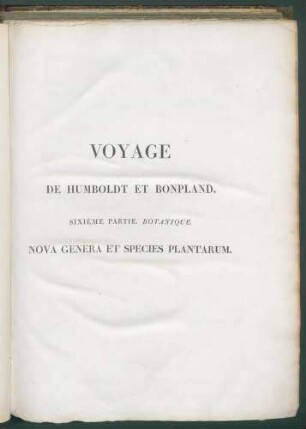 VOYAGE
DE HUMBOLDT ET BONPLAND.
SIXIÈME PARTIE. BOTANIQUE.
NOVA GENERA ET SPECIES PLANTARUM.